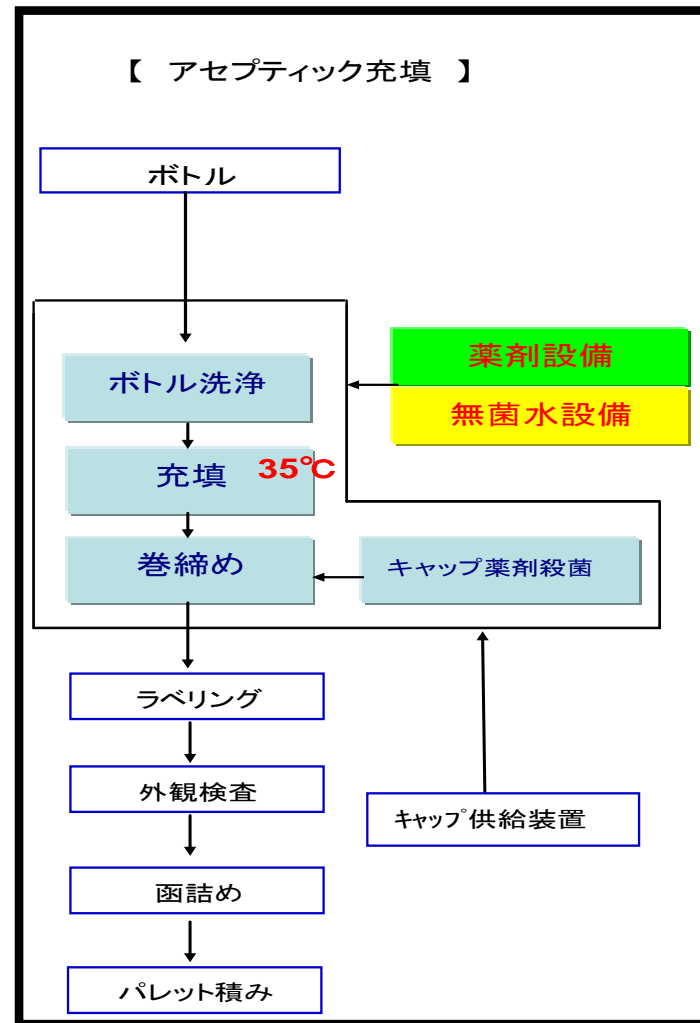 【 アセプティック充填 】
ボトル
薬剤設備
ボトル洗浄
無菌水設備
充填 35℃
巻締め
キャップ薬剤殺菌
ラベリング
外観検査
キャップ供給装置
函詰め
パレット積み